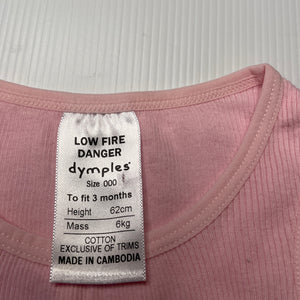 LOW FIRE
DANGER
dymples®
Size 000
To fit 3 months
Height 62cm
Mass 6kg
COTTON
EXCLUSIVE OF TRIMS
MADE IN CAMBODIA